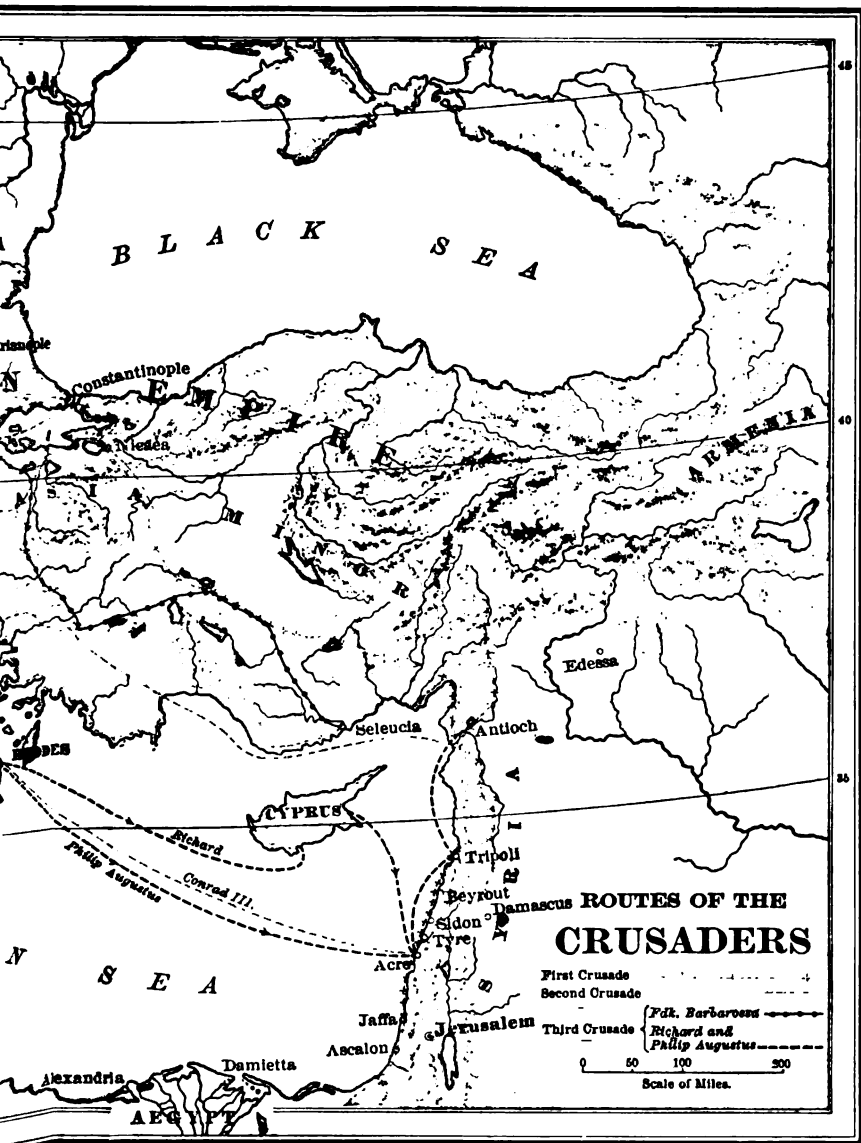 45
BLACK SEA
Constantinople
N
EMPIRE
Nicaea
40
ARMENIA
ASIA
MINOR
Edessa
RHODES
Seleucia
Antioch
35
CYPRUS
Richard
Philip Augustus
Conrad III.
Tripoli
Beyrout
Damascus
Sidon
Tyre
SYRIA
Acre
N SEA
Jaffa
Jerusalem
Ascalon
Alexandria
Damietta
AEGYPT
ROUTES OF THE
CRUSADERS
First Crusade
Second Crusade
Third Crusade
Fdk. Barbarossa
Richard and
Philip Augustus
0 50 100 200
Scale of Miles.